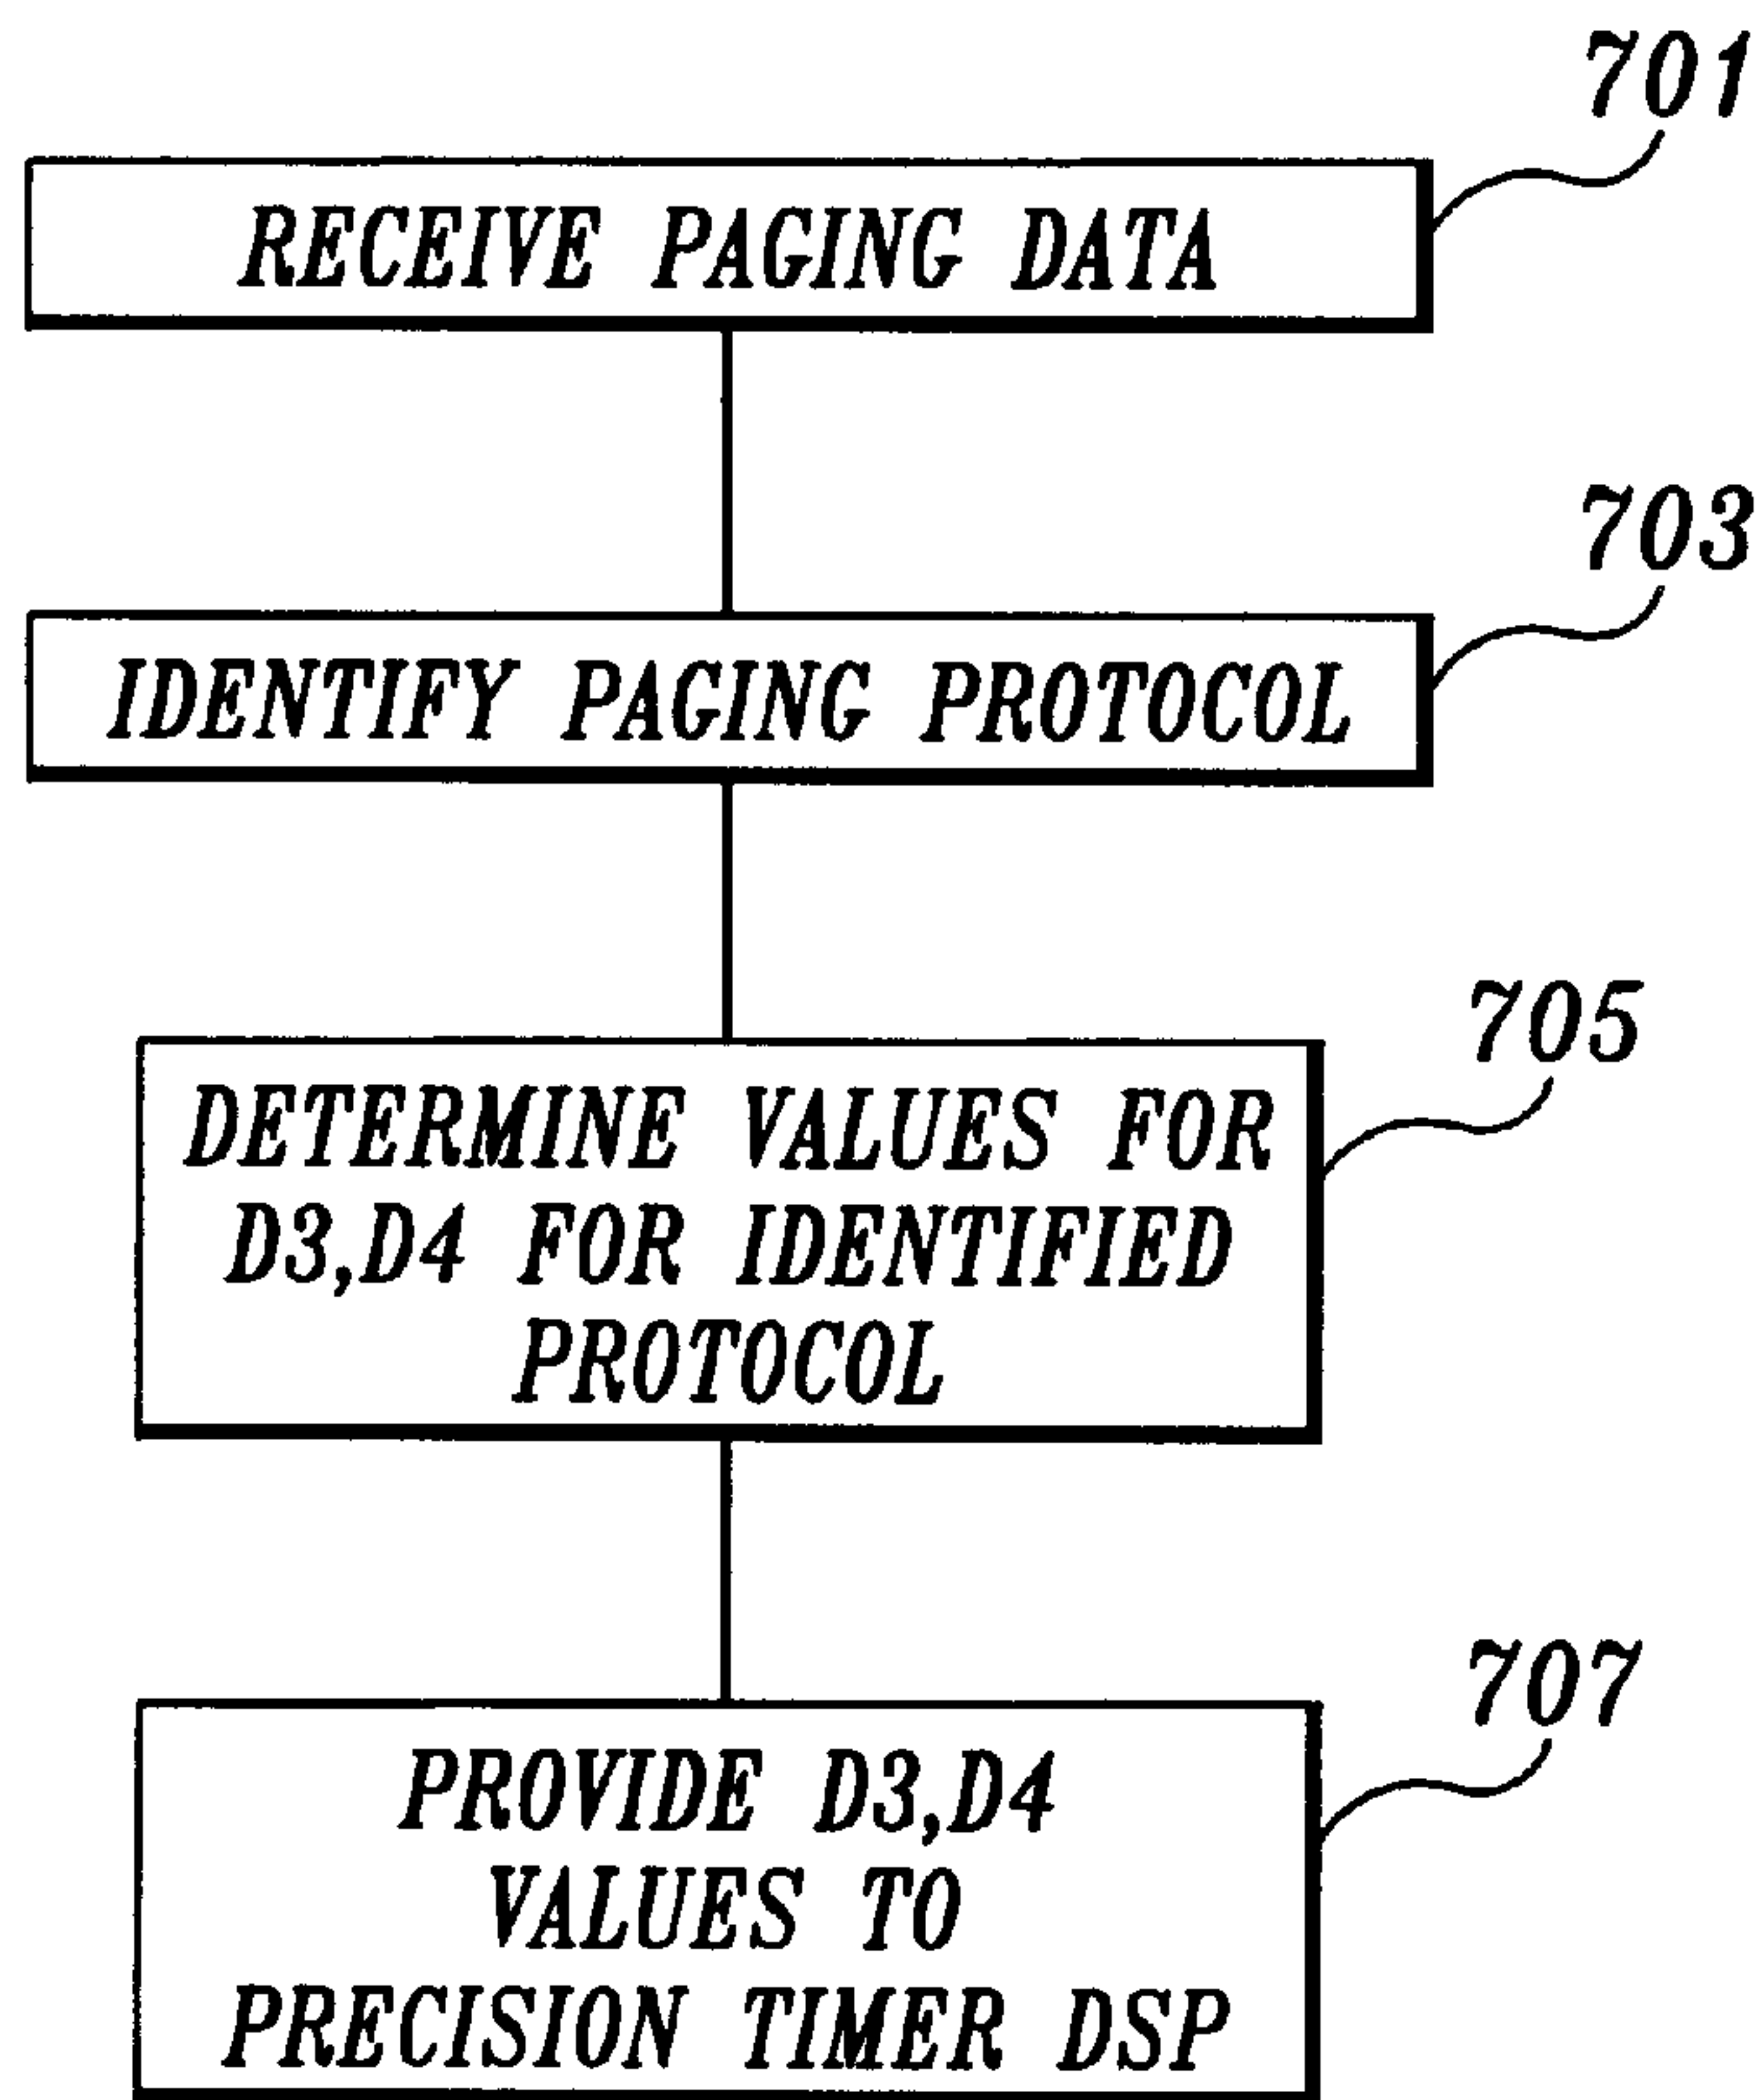 701
RECEIVE PAGING DATA
703
IDENTIFY PAGING PROTOCOL
705
DETERMINE VALUES FOR
D3,D4 FOR IDENTIFIED
PROTOCOL
707
PROVIDE D3,D4
VALUES TO
PRECISION TIMER DSP